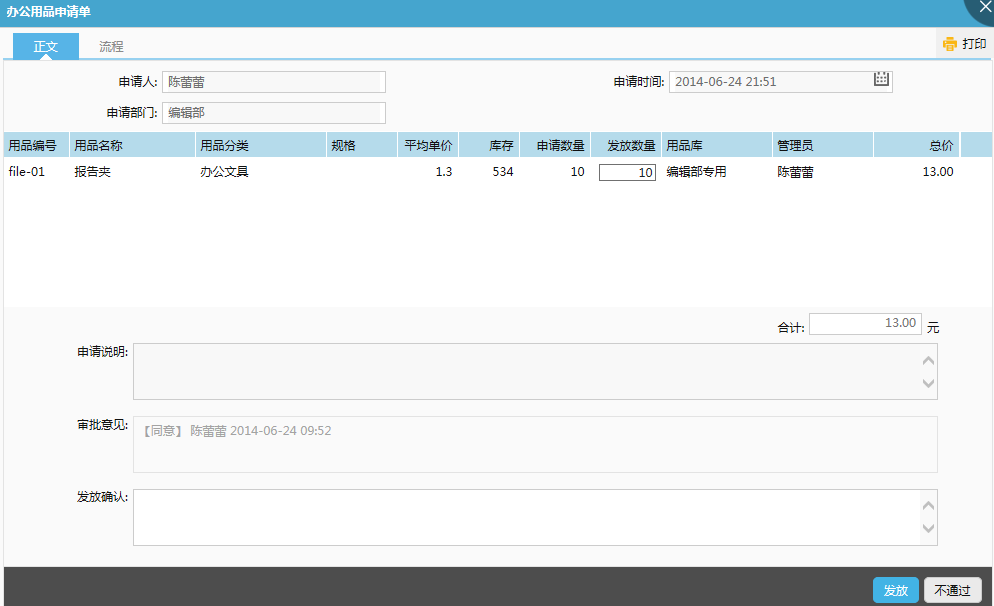 办公用品申请单
正文 流程 打印
申请人: 陈蕾蕾 申请时间: 2014-06-24 21:51
申请部门: 编辑部
用品编号 用品名称 用品分类 规格 平均单价 库存 申请数量 发放数量 用品库 管理员 总价
file-01 报告夹 办公文具 1.3 534 10 10 编辑部专用 陈蕾蕾 13.00
合计: 13.00 元
申请说明:
审批意见: 【同意】 陈蕾蕾 2014-06-24 09:52
发放确认:
发放 不通过